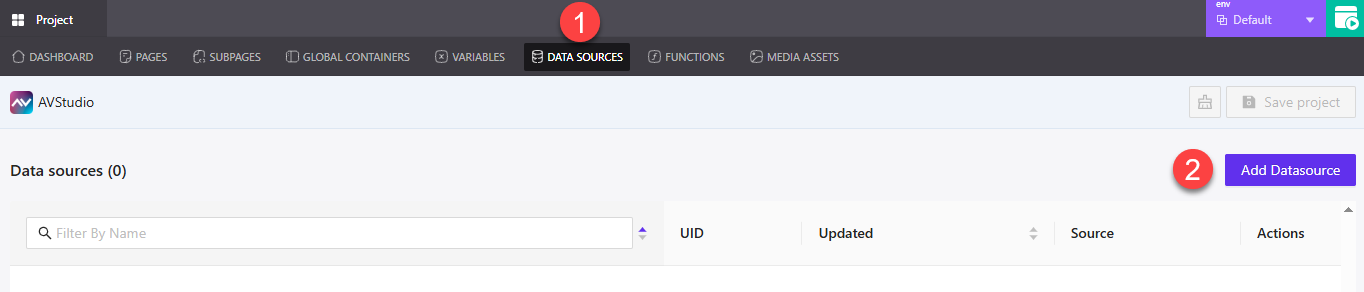 Project
1
env
Default
DASHBOARD PAGES SUBPAGES GLOBAL CONTAINERS VARIABLES DATA SOURCES FUNCTIONS MEDIA ASSETS
AVStudio
Save project
Data sources (0)
2
Add Datasource
Filter By Name
UID
Updated
Source
Actions